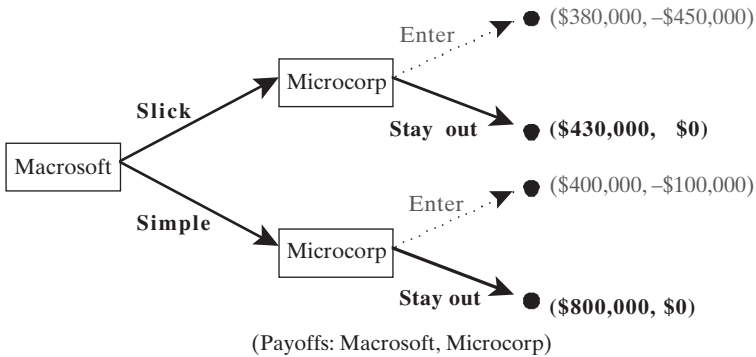 Enter
($380,000, –$450,000)
Microcorp
Slick
Stay out
($430,000, $0)
Macrosoft
Enter
($400,000, –$100,000)
Simple
Microcorp
Stay out
($800,000, $0)
(Payoffs: Macrosoft, Microcorp)